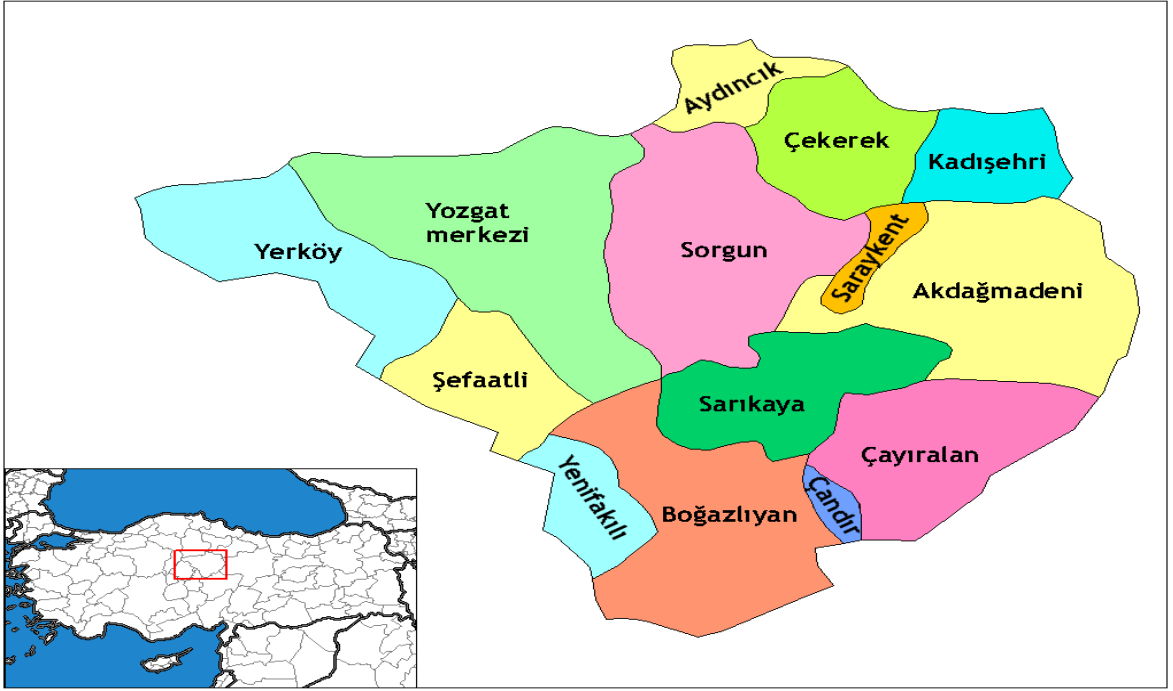 Aydıncık
Çekerek
Kadışehri
Yozgat
merkezi
Yerköy
Sorgun
Saraykent
Akdağmadeni
Şefaatli
Sarıkaya
Çayıralan
Yenifakılı
Boğazlıyan
Çandır